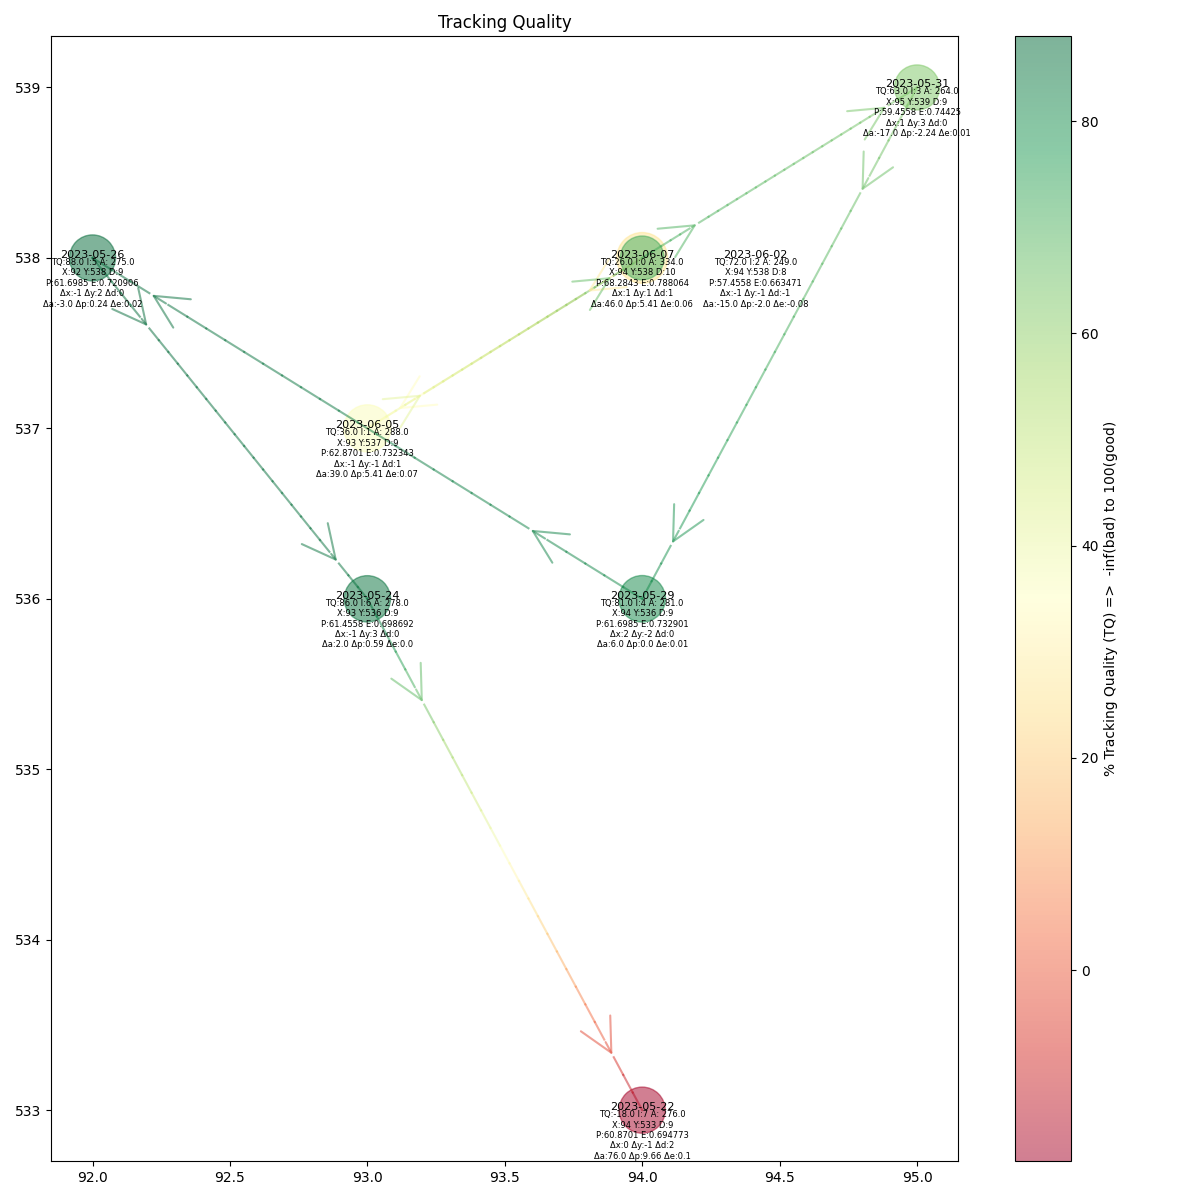 Tracking Quality
539
538
537
536
535
534
533
92.0
92.5
93.0
93.5
94.0
94.5
95.0
2023-05-31
TQ:63.0 I:3 A: 264.0
X:95 Y:539 D:9
P:59.4558 E:0.74425
Δx:1 Δy:3 Δd:0
Δa:-17.0 Δp:-2.24 Δe:0.01
2023-05-26
TQ:88.0 I:5 A: 275.0
X:92 Y:538 D:9
P:61.6985 E:0.720906
Δx:-1 Δy:2 Δd:0
Δa:-3.0 Δp:0.24 Δe:0.02
2023-06-07
TQ:26.0 I:0 A: 334.0
X:94 Y:538 D:10
P:68.2843 E:0.788064
Δx:1 Δy:1 Δd:1
Δa:46.0 Δp:5.41 Δe:0.06
2023-06-02
TQ:72.0 I:2 A: 249.0
X:94 Y:538 D:8
P:57.4558 E:0.663471
Δx:-1 Δy:-1 Δd:-1
Δa:-15.0 Δp:-2.0 Δe:-0.08
2023-06-05
TQ:36.0 I:1 A: 288.0
X:93 Y:537 D:9
P:62.8701 E:0.732343
Δx:-1 Δy:-1 Δd:1
Δa:39.0 Δp:5.41 Δe:0.07
2023-05-24
TQ:86.0 I:6 A: 278.0
X:93 Y:536 D:9
P:61.4558 E:0.698692
Δx:-1 Δy:3 Δd:0
Δa:2.0 Δp:0.59 Δe:0.0
2023-05-29
TQ:81.0 I:4 A: 281.0
X:94 Y:536 D:9
P:61.6985 E:0.732901
Δx:2 Δy:-2 Δd:0
Δa:6.0 Δp:0.0 Δe:0.01
2023-05-22
TQ:-18.0 I:7 A: 276.0
X:94 Y:533 D:9
P:60.8701 E:0.694773
Δx:0 Δy:-1 Δd:2
Δa:76.0 Δp:9.66 Δe:0.1
80
60
40
20
0
% Tracking Quality (TQ) => -inf(bad) to 100(good)